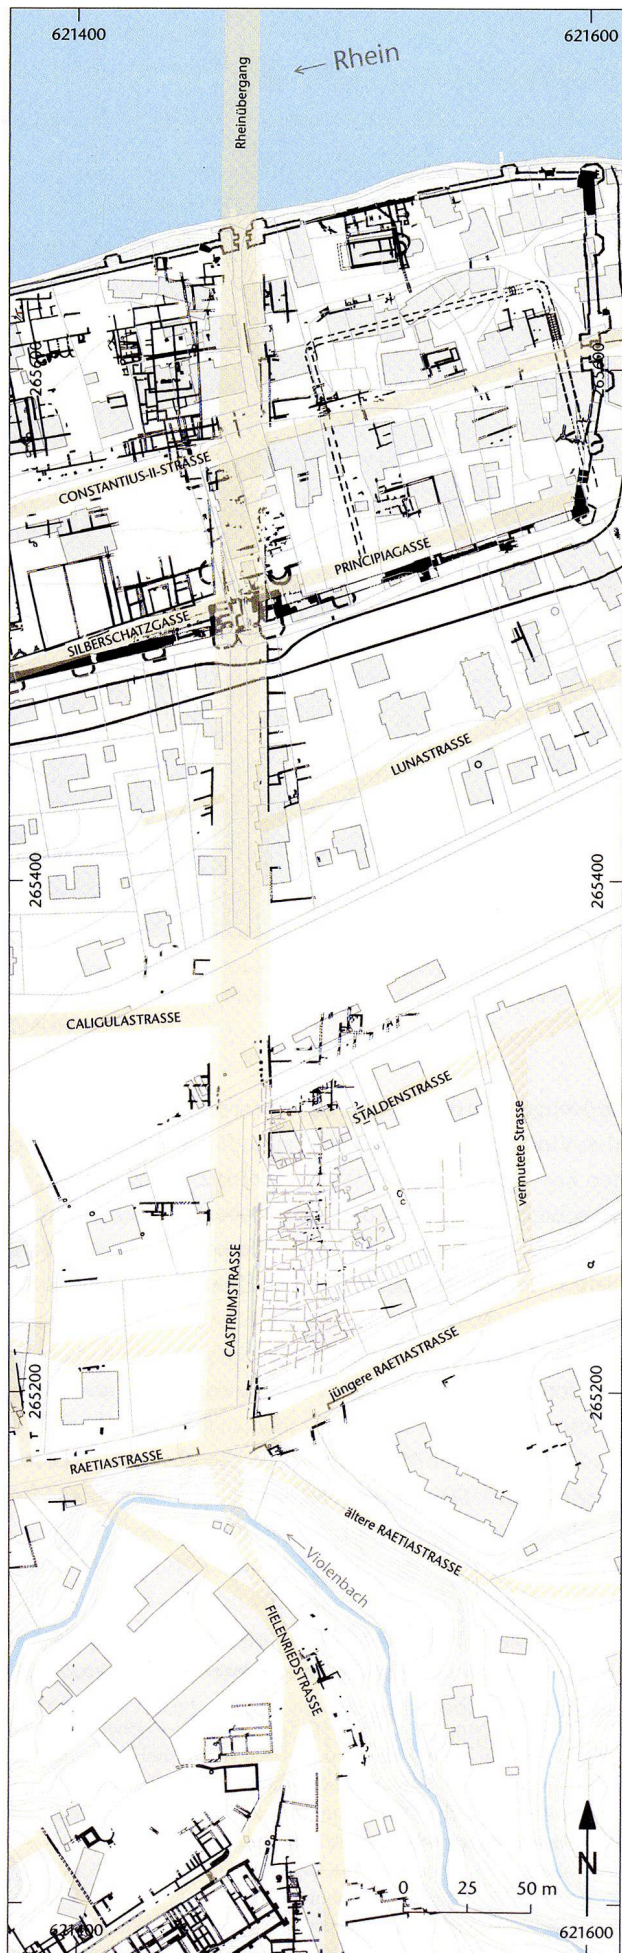 621400
621600
Rhein
Rheinübergang
265600
265600
CONSTANTIUS-II-STRASSE
PRINCIPIAGASSE
SILBERSCHATZGASSE
LUNASTRASSE
265400
265400
CALIGULASTRASSE
STALDENSTRASSE
vermutete Strasse
CASTRUMSTRASSE
jüngere RAETIASTRASSE
265200
265200
RAETIASTRASSE
ältere RAETIASTRASSE
Violenbach
FIELENRIEDSTRASSE
N
0 25 50 m
621400
621600